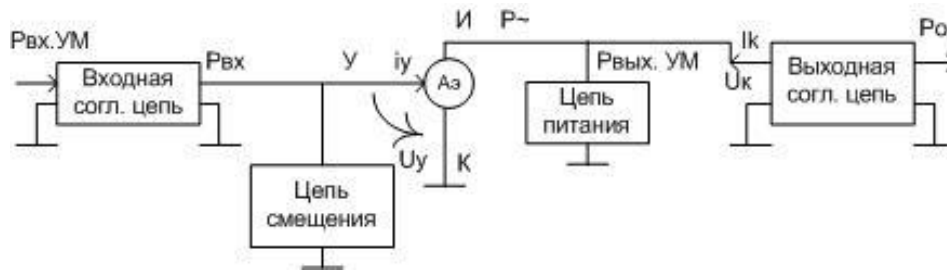 Рвх.УМ
Входная
согл. цепь
Рвх
У
iу
Uу
Цепь
смещения
Аэ
К
И
Р~
Рвых. УМ
Цепь
питания
Ik
Uк
Выходная
согл. цепь
Ро